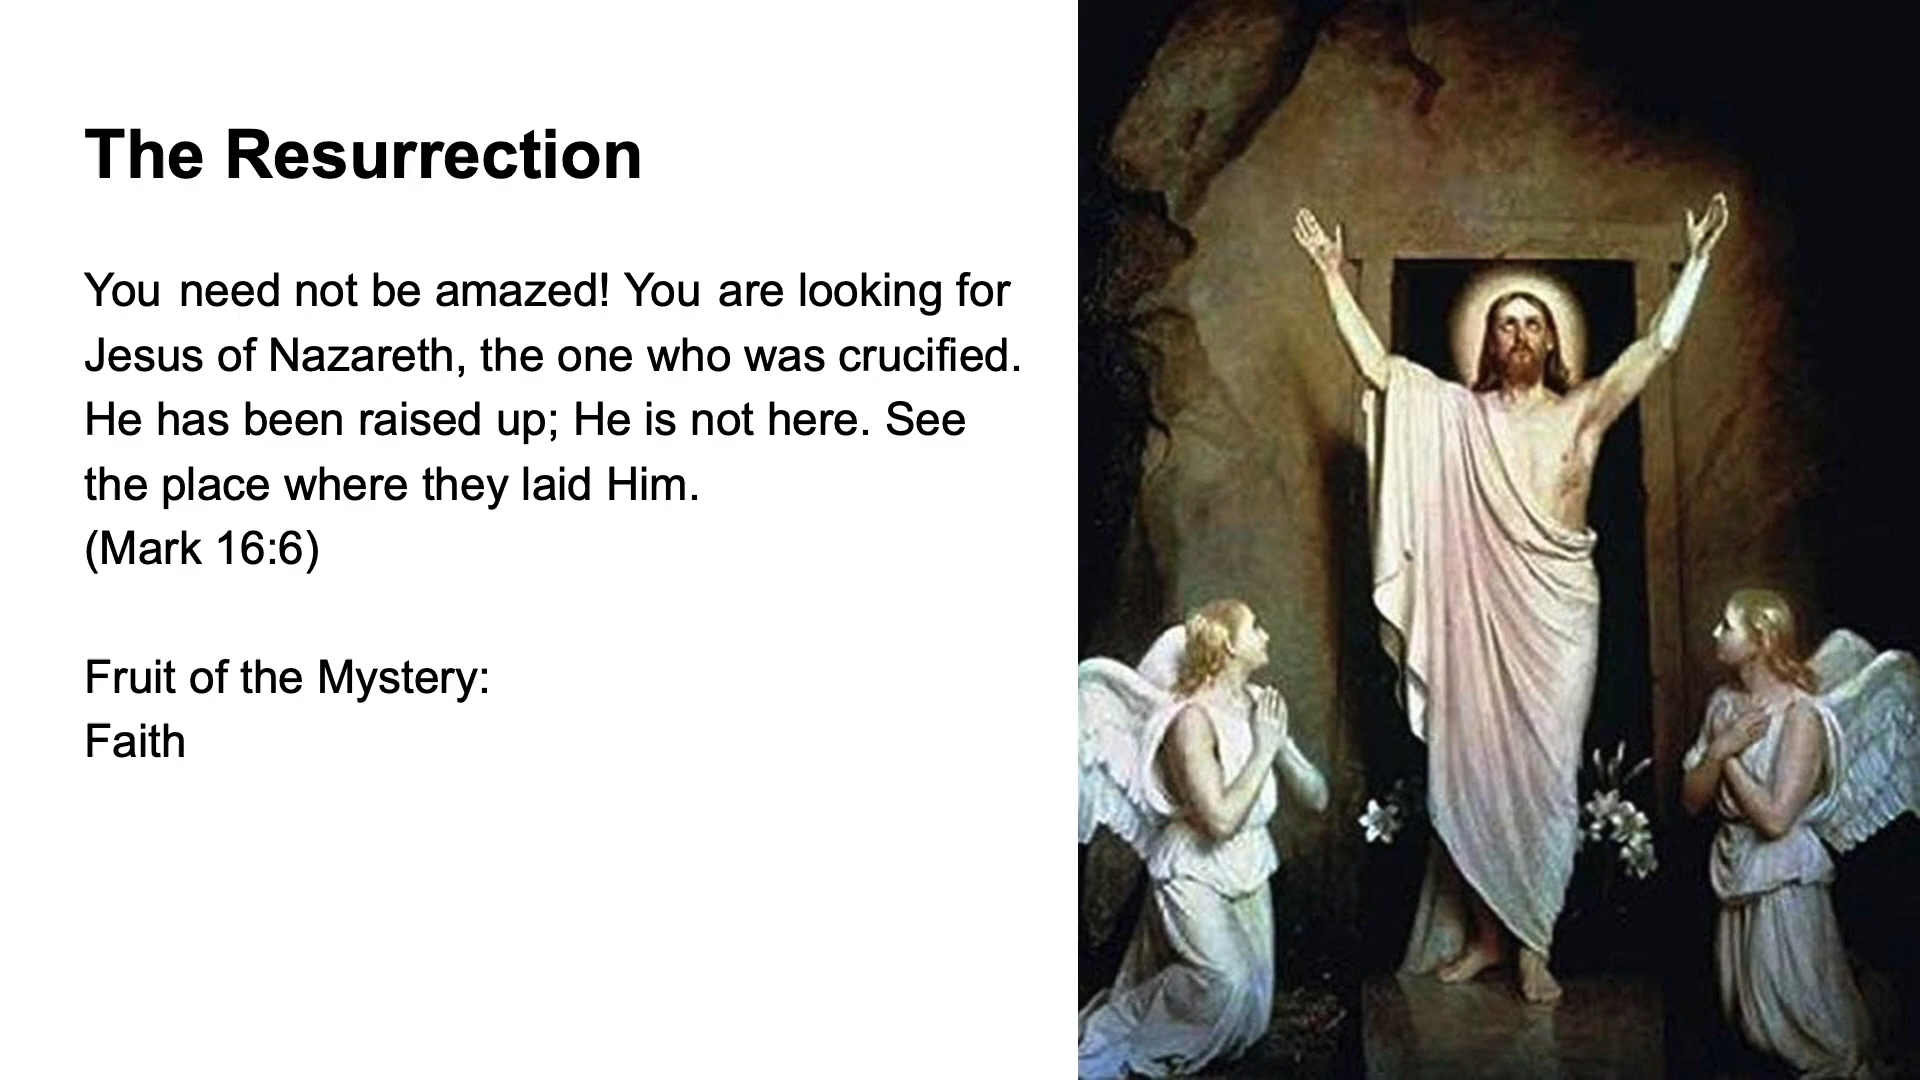 The Resurrection
You need not be amazed! You are looking for
Jesus of Nazareth, the one who was crucified.
He has been raised up; He is not here. See
the place where they laid Him.
(Mark 16:6)
Fruit of the Mystery:
Faith